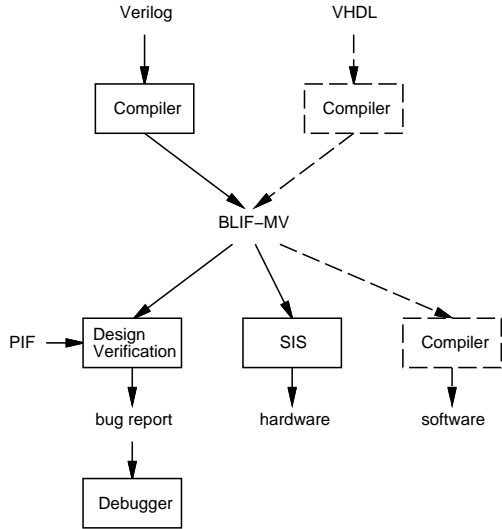 Verilog
VHDL
Compiler
Compiler
BLIF–MV
PIF
Design
Verification
SIS
Compiler
bug report
hardware
software
Debugger